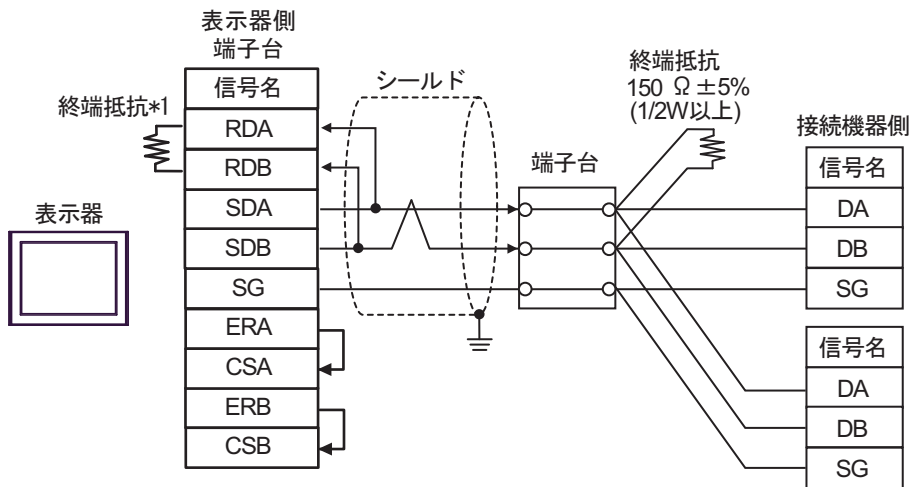 表示器側
端子台
信号名
RDA
RDB
SDA
SDB
SG
ERA
CSA
ERB
CSB
終端抵抗*1
表示器
シールド
端子台
終端抵抗
150 Ω ±5%
(1/2W以上)
接続機器側
信号名
DA
DB
SG
信号名
DA
DB
SG